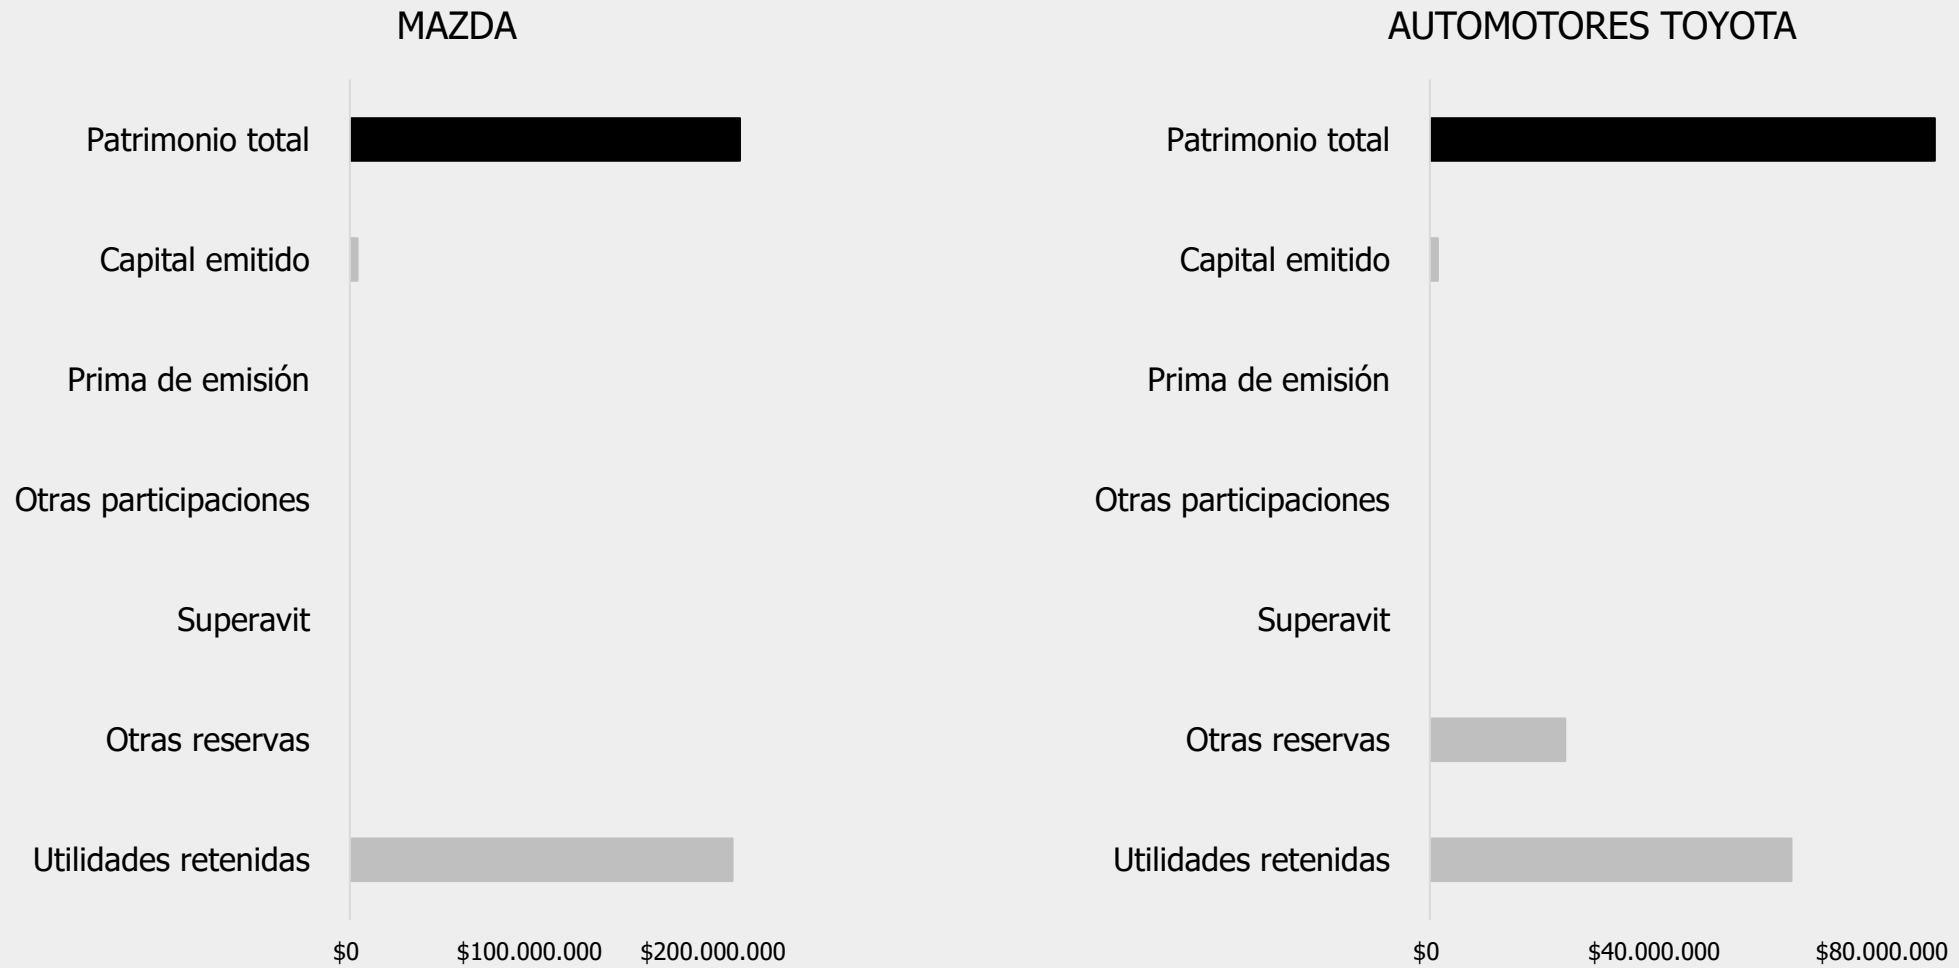 MAZDA
Patrimonio total
Capital emitido
Prima de emisión
Otras participaciones
Superavit
Otras reservas
Utilidades retenidas
$0 $100.000.000 $200.000.000
AUTOMOTORES TOYOTA
Patrimonio total
Capital emitido
Prima de emisión
Otras participaciones
Superavit
Otras reservas
Utilidades retenidas
$0 $40.000.000 $80.000.000